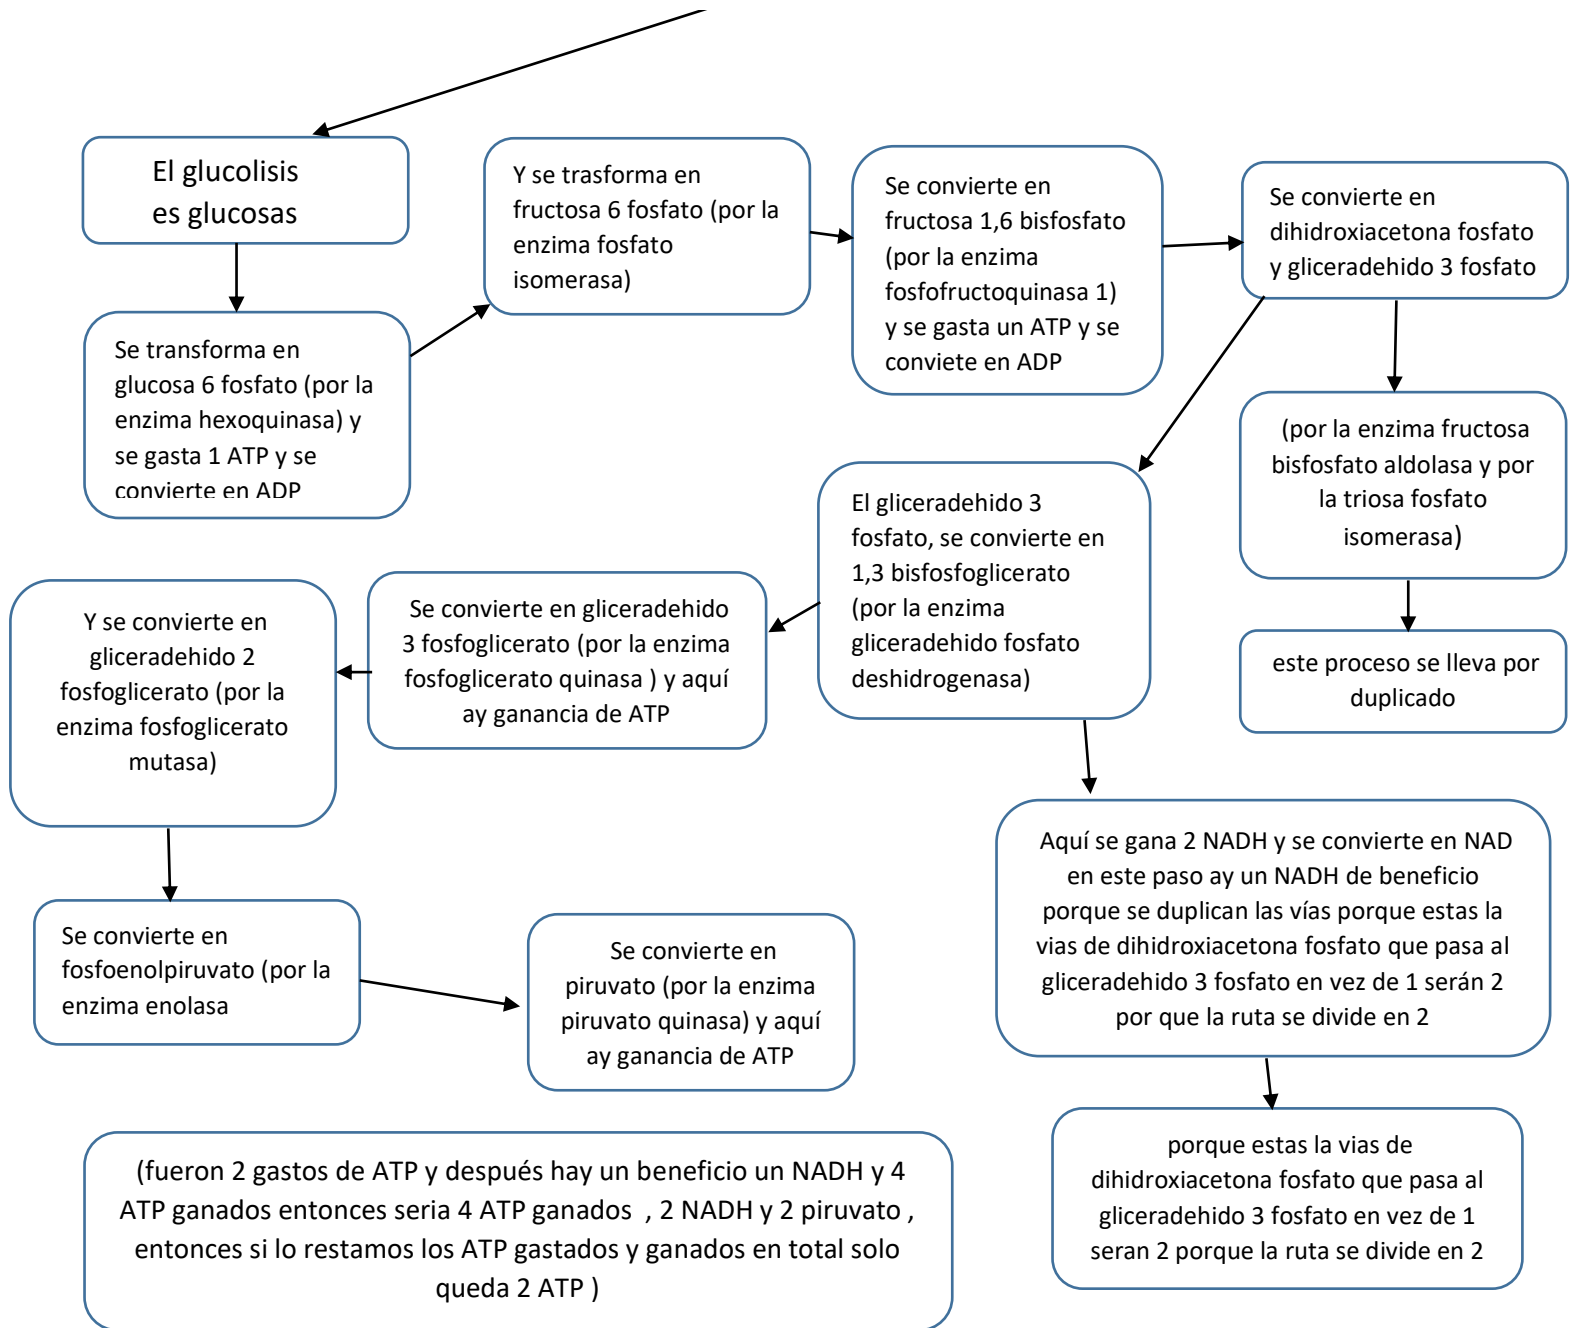 El glucolisis
es glucosas
Se transforma en
glucosa 6 fosfato (por la
enzima hexoquinasa) y
se gasta 1 ATP y se
convierte en ADP
Y se trasforma en
fructosa 6 fosfato (por la
enzima fosfato
isomerasa)
Se convierte en
fructosa 1,6 bisfosfato
(por la enzima
fosfofructoquinasa 1)
y se gasta un ATP y se
conviete en ADP
Se convierte en
dihidroxiacetona fosfato
y gliceradehido 3 fosfato
(por la enzima fructosa
bisfosfato aldolasa y por
la triosa fosfato
isomerasa)
este proceso se lleva por
duplicado
El gliceradehido 3
fosfato, se convierte en
1,3 bisfosfoglicerato
(por la enzima
gliceradehido fosfato
deshidrogenasa)
Se convierte en gliceradehido
3 fosfoglicerato (por la enzima
fosfoglicerato quinasa ) y aquí
ay ganancia de ATP
Y se convierte en
gliceradehido 2
fosfoglicerato (por la
enzima fosfoglicerato
mutasa)
Se convierte en
fosfoenolpiruvato (por la
enzima enolasa
Se convierte en
piruvato (por la enzima
piruvato quinasa) y aquí
ay ganancia de ATP
Aquí se gana 2 NADH y se convierte en NAD
en este paso ay un NADH de beneficio
porque se duplican las vías porque estas la
vias de dihidroxiacetona fosfato que pasa al
gliceradehido 3 fosfato en vez de 1 serán 2
por que la ruta se divide en 2
porque estas la vias de
dihidroxiacetona fosfato que pasa al
gliceradehido 3 fosfato en vez de 1
seran 2 porque la ruta se divide en 2
(fueron 2 gastos de ATP y después hay un beneficio un NADH y 4
ATP ganados entonces seria 4 ATP ganados , 2 NADH y 2 piruvato ,
entonces si lo restamos los ATP gastados y ganados en total solo
queda 2 ATP )